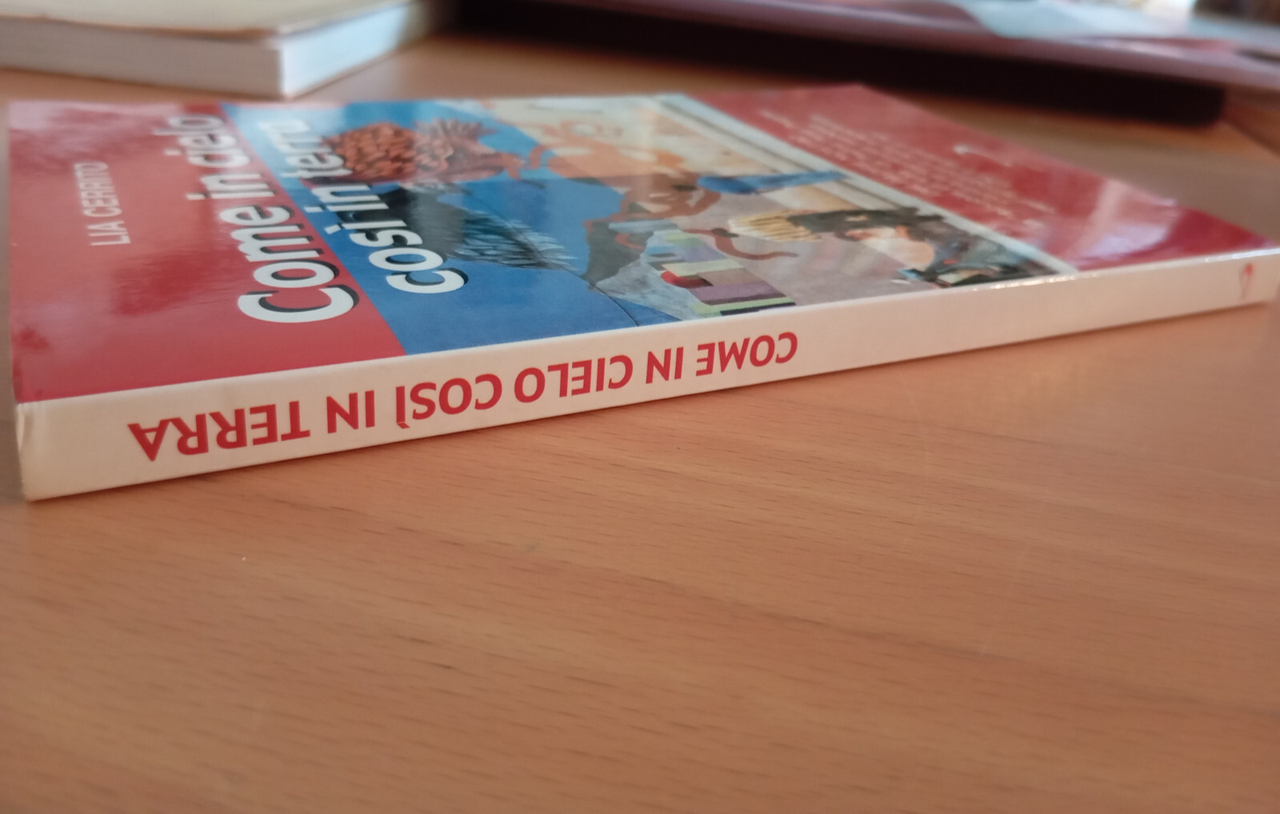 LIA CERRITO
Come in cielo
così in terra
COME IN CIELO COSÌ IN TERRA